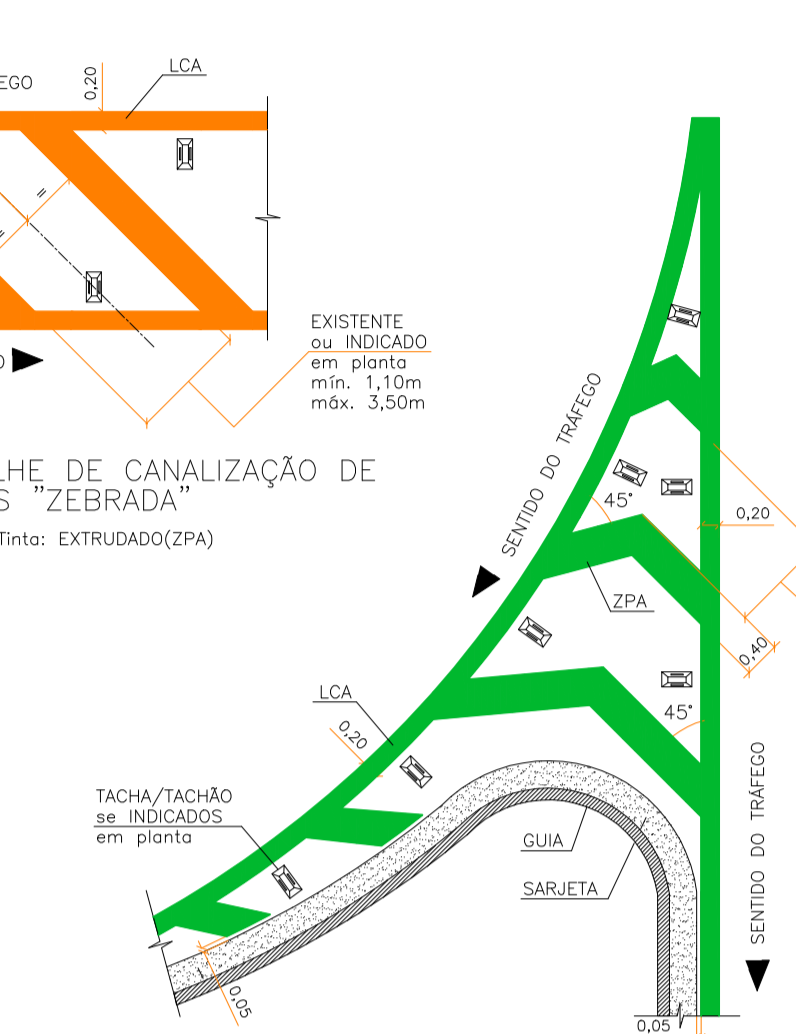 EGO
0,20
LCA
EXISTENTE
ou INDICADO
em planta
mín. 1,10m
máx. 3,50m
LHE DE CANALIZAÇÃO DE
S "ZEBRADA"
Tinta: EXTRUDADO(ZPA)
SENTIDO DO TRÁFEGO
45°
0,20
ZPA
0,40
LCA
0,20
45°
TACHA/TACHÃO
se INDICADOS
em planta
GUIA
SARJETA
SENTIDO DO TRÁFEGO
0,05
0,05